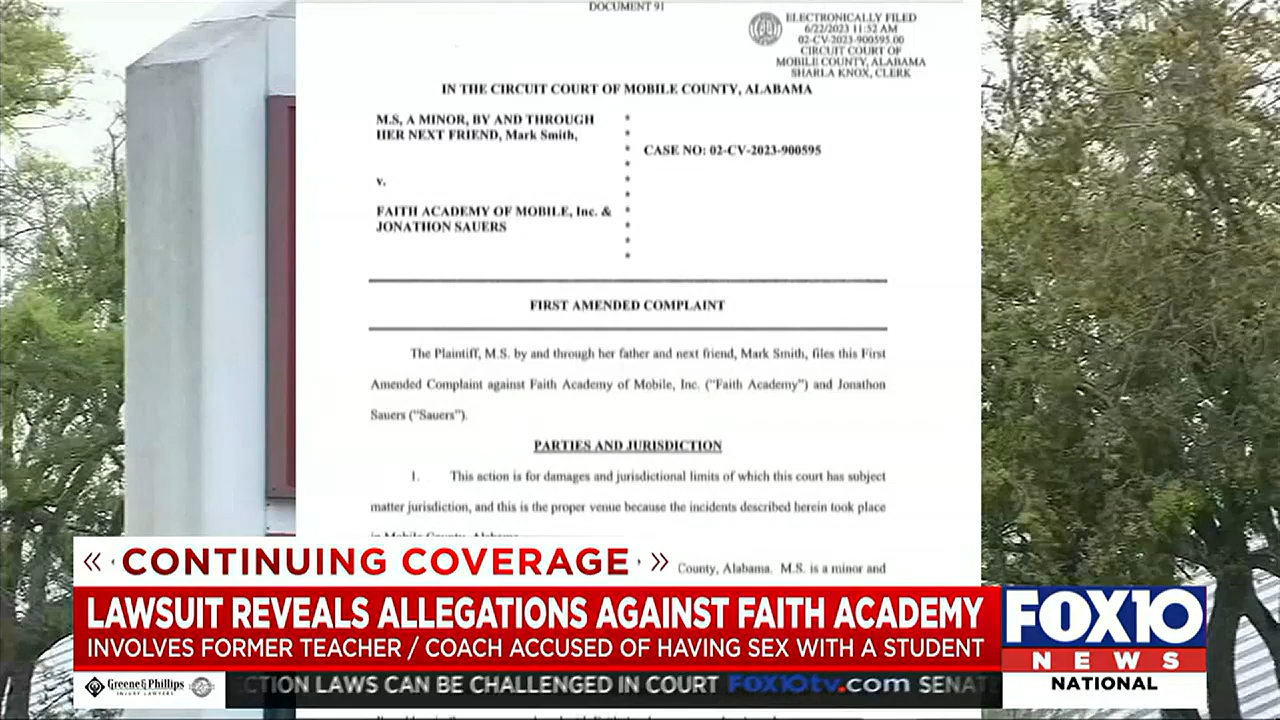 DOCUMENT 91
ELECTRONICALLY FILED
6/22/2023 11:52 AM
02-CV-2023-900595.00
CIRCUIT COURT OF
MOBILE COUNTY, ALABAMA
SHARLA KNOX, CLERK
IN THE CIRCUIT COURT OF MOBILE COUNTY, ALABAMA
M.S, A MINOR, BY AND THROUGH
HER NEXT FRIEND, Mark Smith,
CASE NO: 02-CV-2023-900595
v.
FAITH ACADEMY OF MOBILE, Inc. &
JONATHON SAUERS
FIRST AMENDED COMPLAINT
The Plaintiff, M.S. by and through her father and next friend, Mark Smith, files this First
Amended Complaint against Faith Academy of Mobile, Inc. ("Faith Academy") and Jonathon
Sauers ("Sauers").
PARTIES AND JURISDICTION
1. This action is for damages and jurisdictional limits of which this court has subject
matter jurisdiction, and this is the proper venue because the incidents described herein took place
in Mobile County, Alabama.
County, Alabama. M.S. is a minor and
« CONTINUING COVERAGE »
LAWSUIT REVEALS ALLEGATIONS AGAINST FAITH ACADEMY
INVOLVES FORMER TEACHER / COACH ACCUSED OF HAVING SEX WITH A STUDENT
FOX10
NEWS
NATIONAL
Greene & Phillips
INJURY LAWYERS
CTION LAWS CAN BE CHALLENGED IN COURT FOX10tv.com SENAT